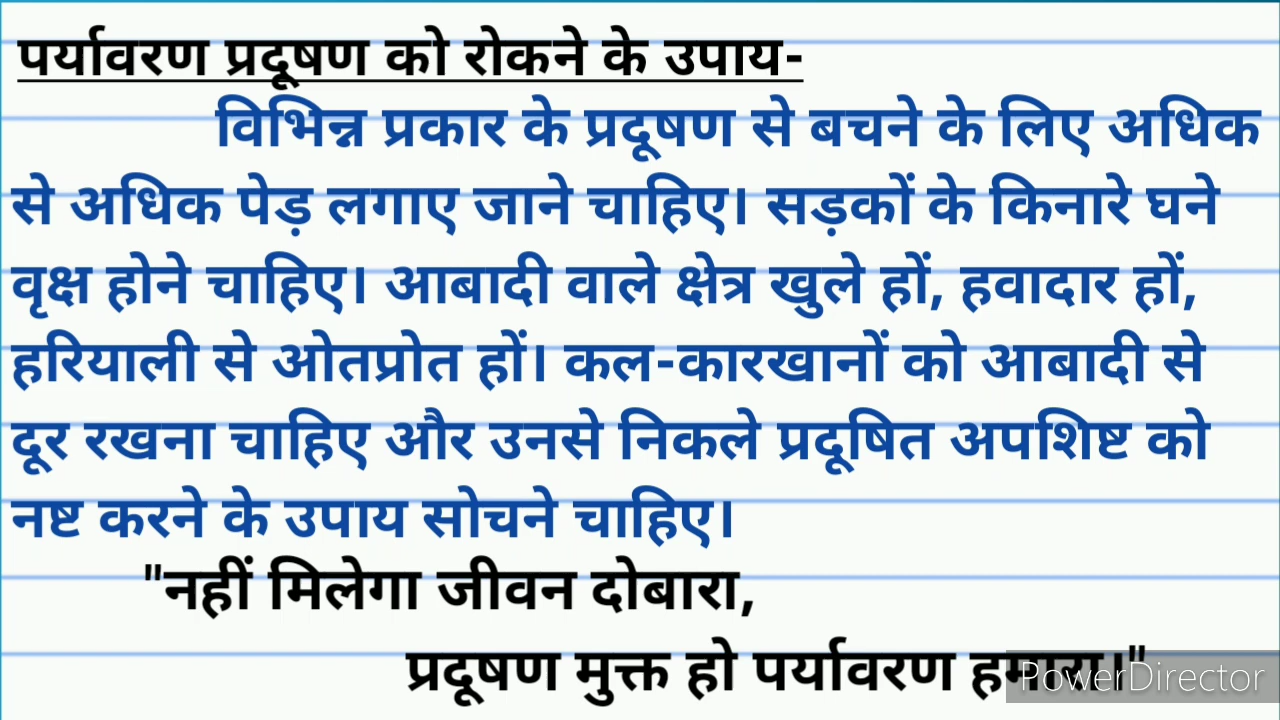 पर्यावरण प्रदूषण को रोकने के उपाय-
विभिन्न प्रकार के प्रदूषण से बचने के लिए अधिक
से अधिक पेड़ लगाए जाने चाहिए। सड़कों के किनारे घने
वृक्ष होने चाहिए। आबादी वाले क्षेत्र खुले हों, हवादार हों,
हरियाली से ओतप्रोत हों। कल-कारखानों को आबादी से
दूर रखना चाहिए और उनसे निकले प्रदूषित अपशिष्ट को
नष्ट करने के उपाय सोचने चाहिए।
"नहीं मिलेगा जीवन दोबारा,
प्रदूषण मुक्त हो पर्यावरण हमारा।"
PowerDirector